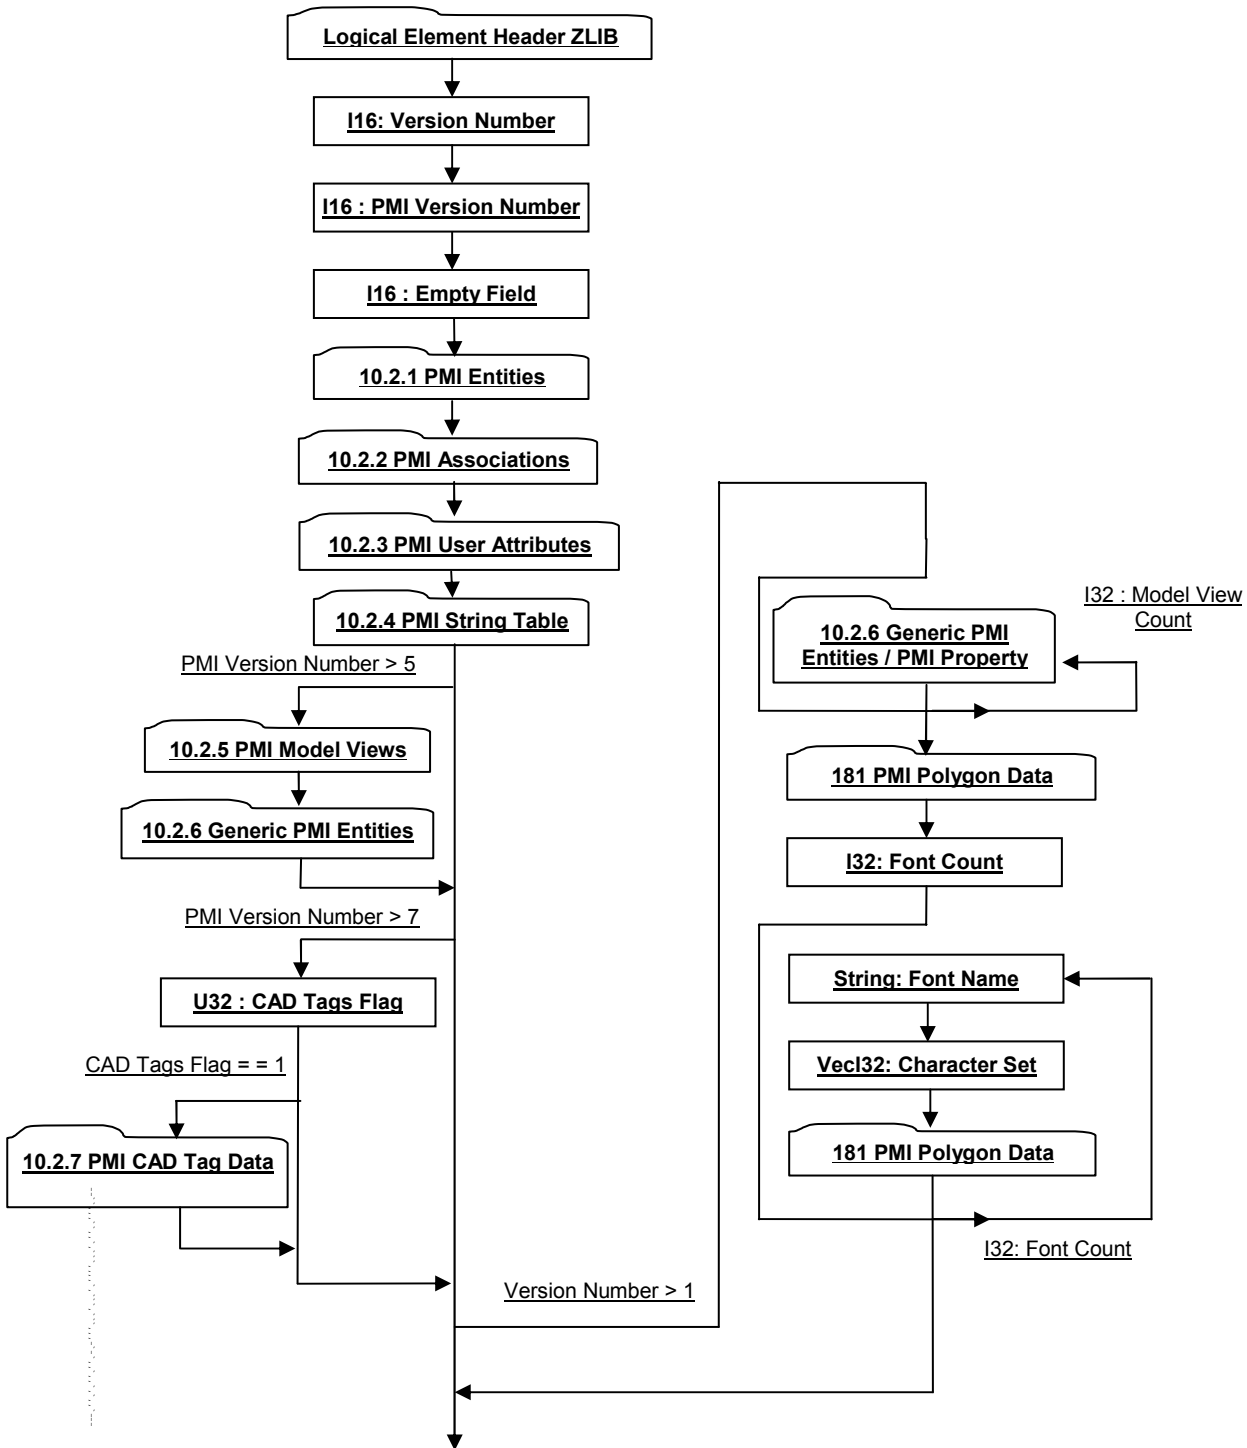 Logical Element Header ZLIB
I16: Version Number
I16 : PMI Version Number
I16 : Empty Field
10.2.1 PMI Entities
10.2.2 PMI Associations
10.2.3 PMI User Attributes
10.2.4 PMI String Table
PMI Version Number > 5
10.2.5 PMI Model Views
10.2.6 Generic PMI Entities
PMI Version Number > 7
U32 : CAD Tags Flag
CAD Tags Flag = = 1
10.2.7 PMI CAD Tag Data
Version Number > 1
I32 : Model View
Count
10.2.6 Generic PMI
Entities / PMI Property
181 PMI Polygon Data
I32: Font Count
String: Font Name
VecI32: Character Set
181 PMI Polygon Data
I32: Font Count